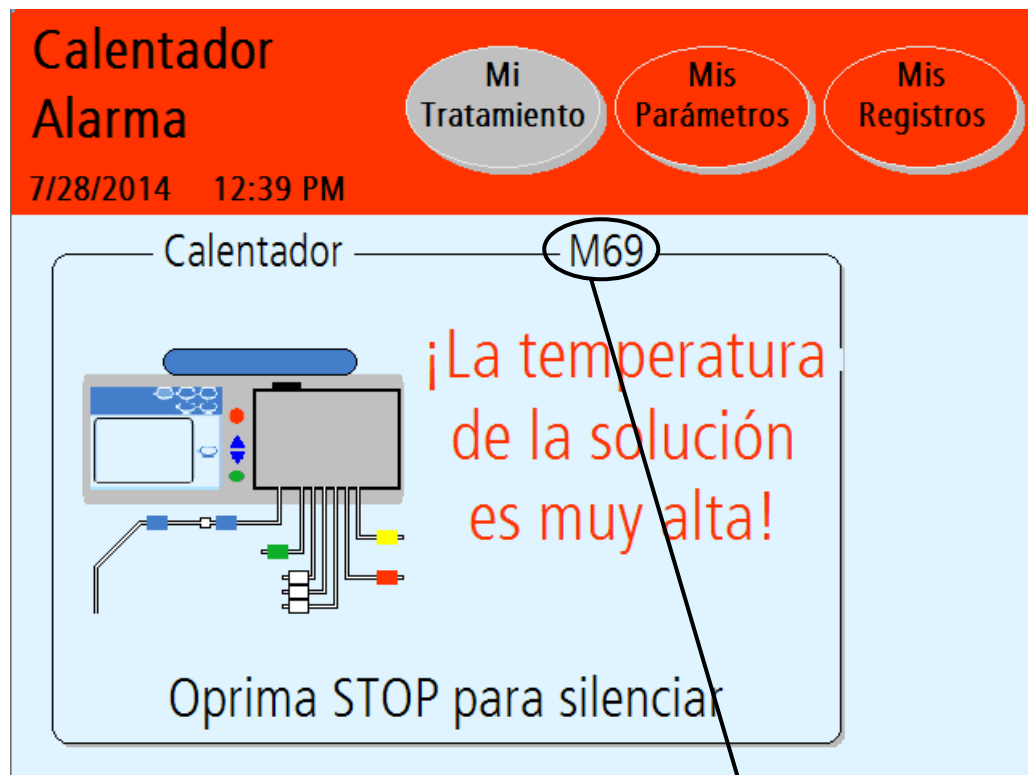 Calentador
Alarma
7/28/2014 12:39 PM
Mi
Tratamiento
Mis
Parámetros
Mis
Registros
Calentador
M69
¡La temperatura
de la solución
es muy alta!
Oprima STOP para silenciar